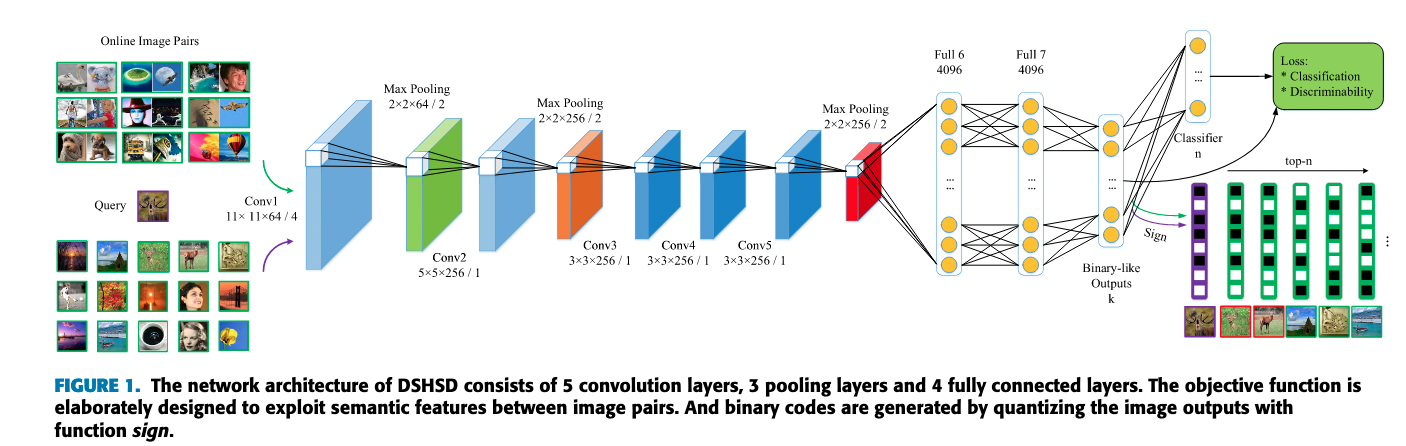 Online Image Pairs
Query
Conv1
11× 11×64 / 4
Max Pooling
2×2×64 / 2
Conv2
5×5×256 / 1
Max Pooling
2×2×256 / 2
Conv3
3×3×256 / 1
Conv4
3×3×256 / 1
Conv5
3×3×256 / 1
Max Pooling
2×2×256 / 2
Full 6
4096
Full 7
4096
...
...
...
Binary-like
Outputs
k
...
...
Classifier
n
Loss:
* Classification
* Discriminability
top-n
Sign
...
FIGURE 1. The network architecture of DSHSD consists of 5 convolution layers, 3 pooling layers and 4 fully connected layers. The objective function is
elaborately designed to exploit semantic features between image pairs. And binary codes are generated by quantizing the image outputs with
function sign.